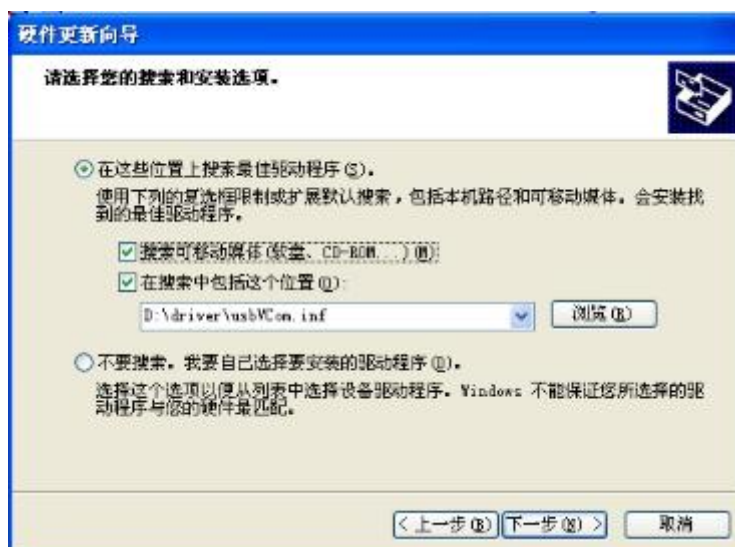 硬件更新向导
请选择您的搜索和安装选项。
在这些位置上搜索最佳驱动程序(S)。
使用下列的复选框限制或扩展默认搜索，包括本机路径和可移动媒体。会安装找
到的最佳驱动程序。
搜索可移动媒体(软盘、CD-ROM...)(M)
在搜索中包括这个位置(O):
D:\driver\usbVCom.inf
浏览(R)
不要搜索。我要自己选择要安装的驱动程序(D)。
选择这个选项以便从列表中选择设备驱动程序。Windows 不能保证您所选择的驱
动程序与您的硬件最匹配。
< 上一步(B) 下一步(N) > 取消